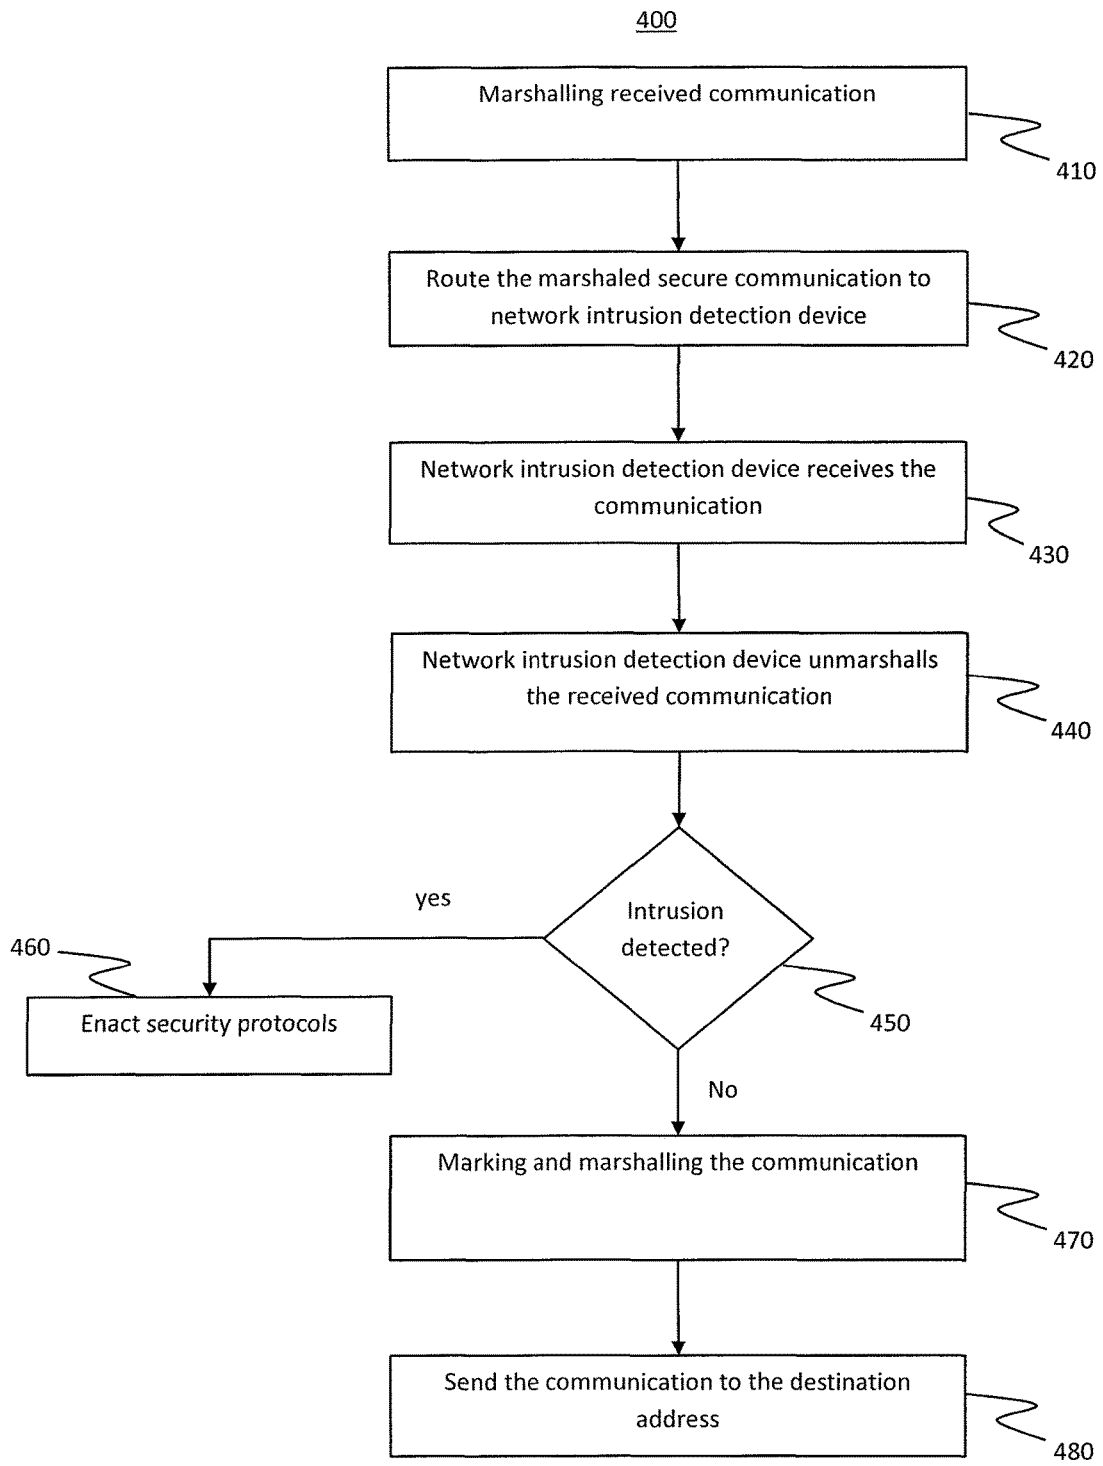 400
Marshalling received communication
410
Route the marshaled secure communication to
network intrusion detection device
420
Network intrusion detection device receives the
communication
430
Network intrusion detection device unmarshalls
the received communication
440
yes
Intrusion
detected?
460
450
Enact security protocols
No
Marking and marshalling the communication
470
Send the communication to the destination
address
480